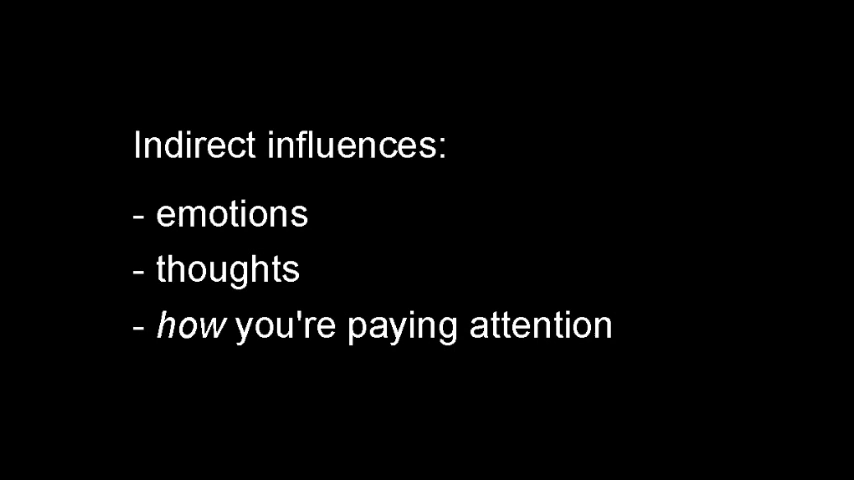 Indirect influences:
- emotions
- thoughts
- how you're paying attention